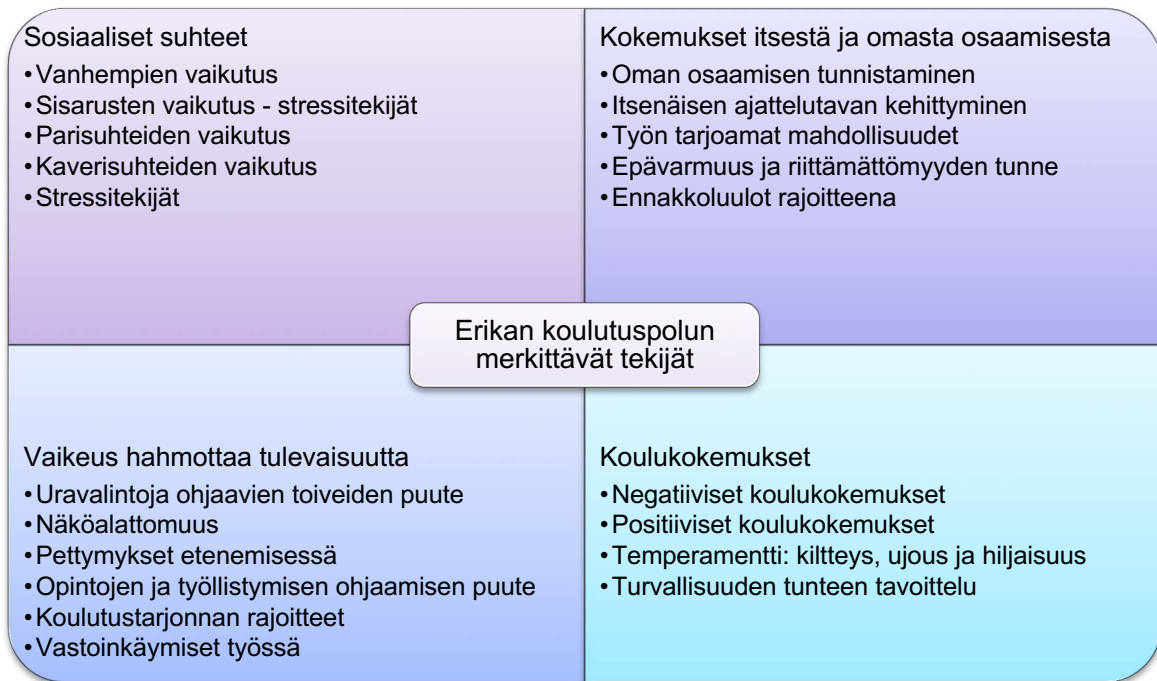 Sosiaaliset suhteet
•Vanhempien vaikutus
•Sisarusten vaikutus - stressitekijät
•Parisuhteiden vaikutus
•Kaverisuhteiden vaikutus
•Stressitekijät
Kokemukset itsestä ja omasta osaamisesta
•Oman osaamisen tunnistaminen
•Itsenäisen ajattelutavan kehittyminen
•Työn tarjoamat mahdollisuudet
•Epävarmuus ja riittämättömyyden tunne
•Ennakkoluulot rajoitteena
Erikan koulutuspolun
merkittävät tekijät
Vaikeus hahmottaa tulevaisuutta
•Uravalintoja ohjaavien toiveiden puute
•Näköalattomuus
•Pettymykset etenemisessä
•Opintojen ja työllistymisen ohjaamisen puute
•Koulutustarjonnan rajoitteet
•Vastoinkäymiset työssä
Koulukokemukset
•Negatiiviset koulukokemukset
•Positiiviset koulukokemukset
•Temperamentti: kiltteys, ujous ja hiljaisuus
•Turvallisuuden tunteen tavoittelu